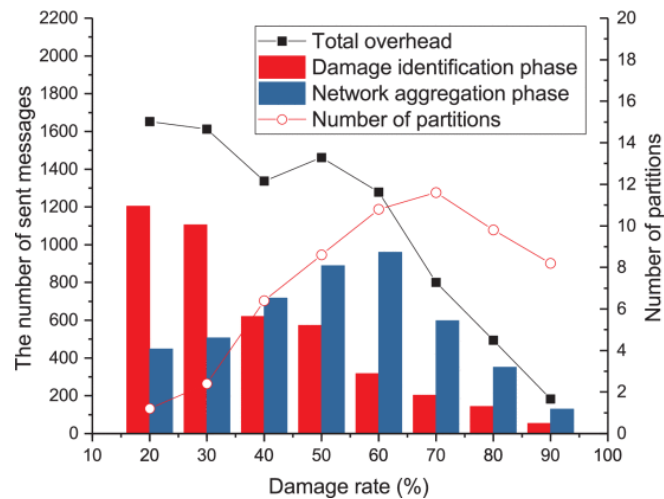 Total overhead
Damage identification phase
Network aggregation phase
Number of partitions
The number of sent messages
2200
2000
1800
1600
1400
1200
1000
800
600
400
200
0
Number of partitions
20
18
16
14
12
10
8
6
4
2
0
10 20 30 40 50 60 70 80 90 100
Damage rate (%)